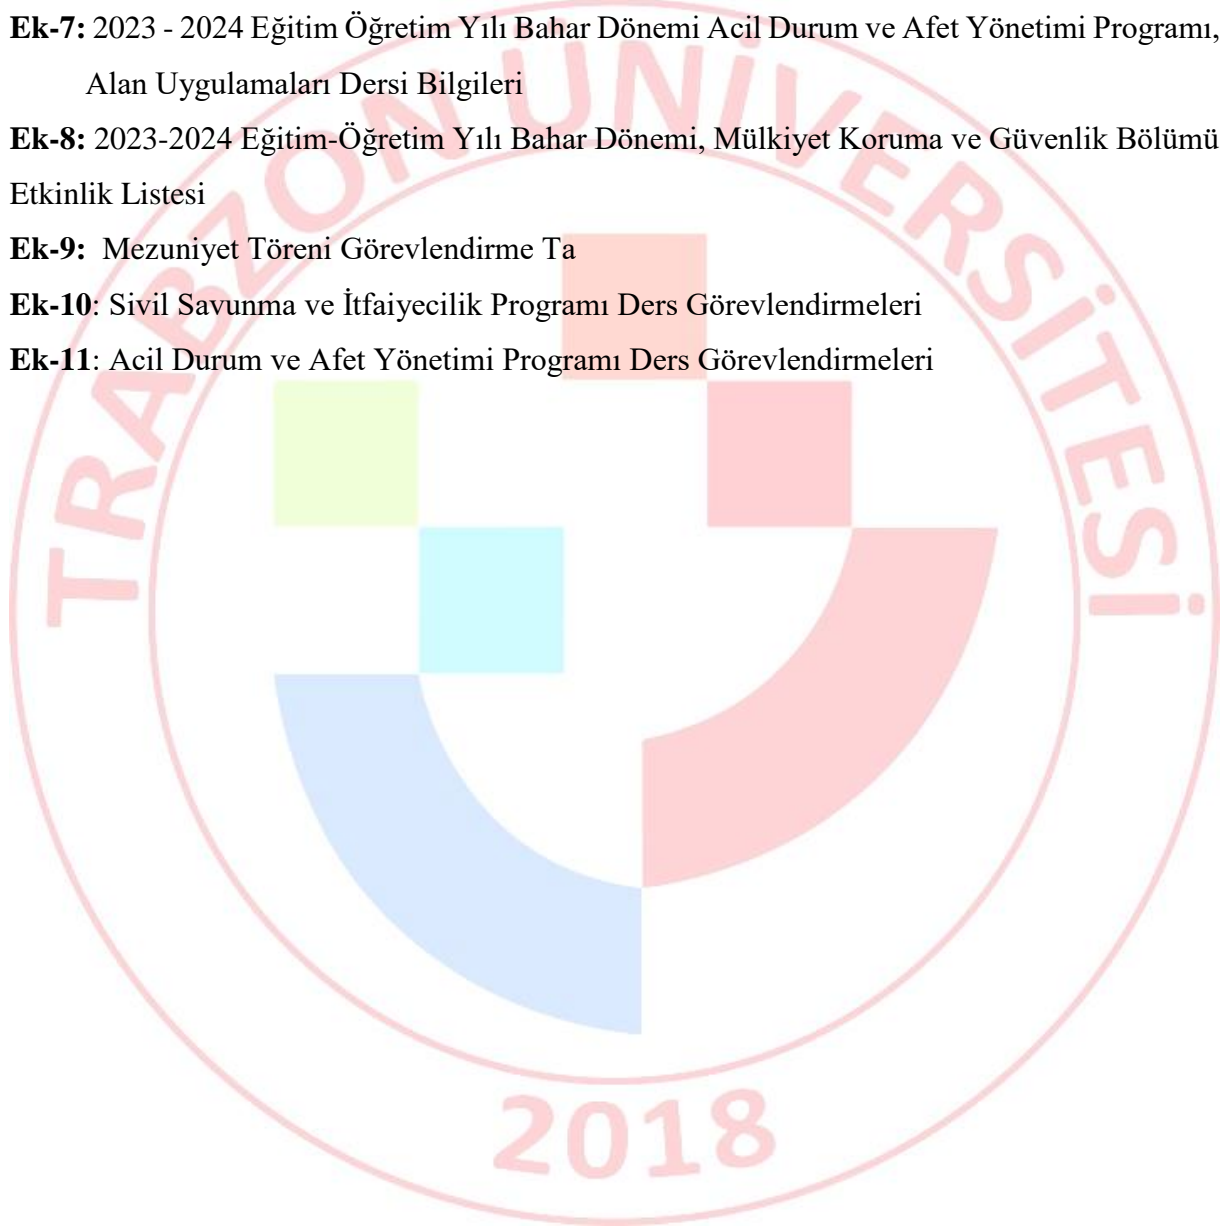 Ek-7: 2023 - 2024 Eğitim Öğretim Yılı Bahar Dönemi Acil Durum ve Afet Yönetimi Programı,
Alan Uygulamaları Dersi Bilgileri
Ek-8: 2023-2024 Eğitim-Öğretim Yılı Bahar Dönemi, Mülkiyet Koruma ve Güvenlik Bölümü
Etkinlik Listesi
Ek-9:  Mezuniyet Töreni Görevlendirme Ta
Ek-10: Sivil Savunma ve İtfaiyecilik Programı Ders Görevlendirmeleri
Ek-11: Acil Durum ve Afet Yönetimi Programı Ders Görevlendirmeleri
TRABZON ÜNİVERSİTESİ
2018